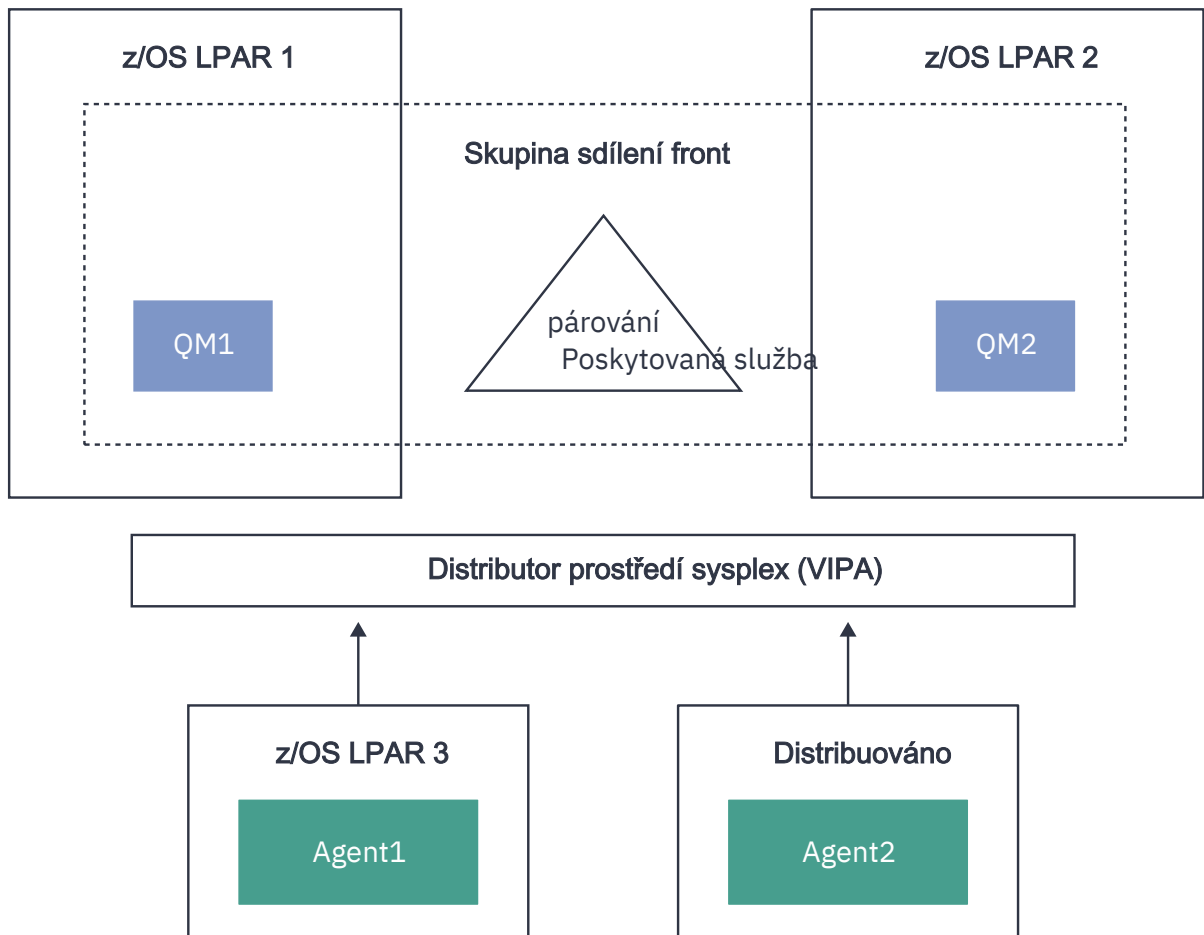 z/OS LPAR 1
z/OS LPAR 2
Skupina sdílení front
QM1
párování
Poskytovaná služba
QM2
Distributor prostředí sysplex (VIPA)
z/OS LPAR 3
Distribuováno
Agent1
Agent2